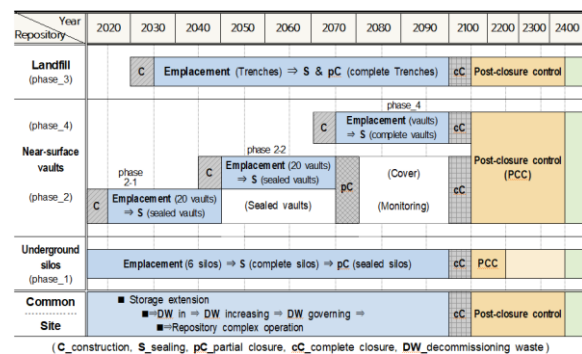 Year
Repository
2020 2030 2040 2060 2070 2090 2100 2200 2300 2400
Landfill
(phase_3)
C
Emplacement (Trenches) ⇒ S & pC (complete Trenches)
cC
Post-closure control
phase_4
(phase_4)
C
Emplacement (vaults)
⇒ S (complete vaults)
cC
Near-surface
vaults
phase 2-2
C
Emplacement (20 vaults)
⇒ S (sealed vaults)
pC
(Cover)
(Monitoring)
cC
Post-closure control
(PCC)
(phase_2)
phase
2-1
C
Emplacement (20 vaults)
⇒ S (sealed vaults)
(Sealed vaults)
Underground
silos
(phase_1)
Emplacement (6 silos) ⇒ S (complete silos) ⇒ pC (sealed silos)
cC
PCC
Common
Site
■ Storage extension
■⇒DW in ⇒ DW increasing ⇒ DW governing ⇒
■⇒Repository complex operation
cC
Post-closure control
( C_construction, S_sealing, pC_partial closure, cC_complete closure, DW_decommissioning waste )